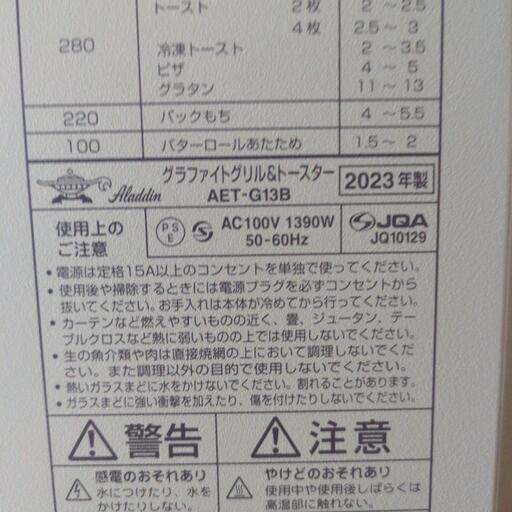 トースト 2枚 2 ～ 2.5
4枚 2.5 ～ 3
280 冷凍トースト 2 ～ 3.5
ピザ 4 ～ 5
グラタン 11 ～ 13
220 パックもち 4 ～ 5.5
100 バターロールあたため 1.5 ～ 2
Aladdin グラファイトグリル&トースター
AET-G13B 2023年製
使用上の
ご注意
PSE S AC100V 1390W
50-60Hz
JQA
JQ10129
• 電源は定格15A以上のコンセントを単独で使ってください。
• 使用後や掃除するときには電源プラグを必ずコンセントから
抜いてください。お手入れは本体が冷めてから行ってください。
• カーテンなど燃えやすいものの近く、畳、ジュータン、テー
ブルクロスなど熱に弱いものの上では使用しないでください。
• 生の魚介類や肉は直接焼網の上において調理しないでくだ
さい。また調理以外の目的で使用しないでください。
• 熱いガラスまどに水をかけないでください。割れることがあります。
• ガラスまどに強い衝撃を加えたり、傷を付けたりしないでください。
警告
感電のおそれあり
水につけたり、水を
かけたりしない。
注意
やけどのおそれあり
使用中や使用後しばらくは
高温部に触れない。